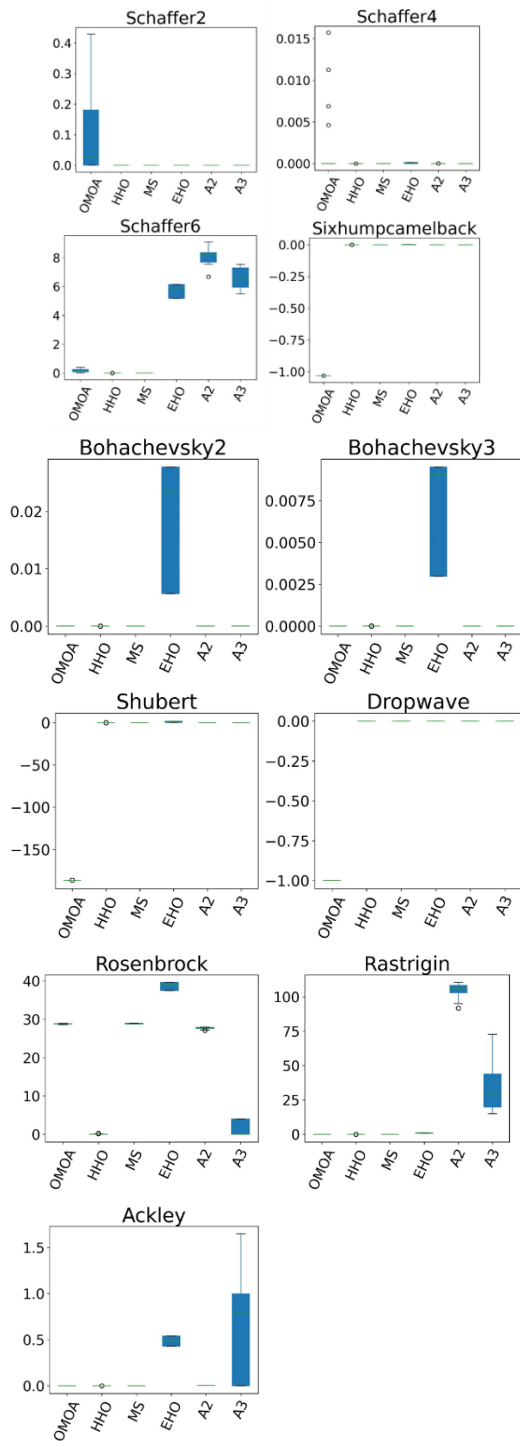 Schaffer2
0.4
0.3
0.2
0.1
0.0
OMOA HHO MS EHO A2 A3
Schaffer4
0.015
0.010
0.005
0.000
OMOA HHO MS EHO A2 A3
Schaffer6
8
6
4
2
0
OMOA HHO MS EHO A2 A3
Sixhumpcamelback
0.00
−0.25
−0.50
−0.75
−1.00
OMOA HHO MS EHO A2 A3
Bohachevsky2
0.02
0.01
0.00
OMOA HHO MS EHO A2 A3
Bohachevsky3
0.0075
0.0050
0.0025
0.0000
OMOA HHO MS EHO A2 A3
Shubert
0
−50
−100
−150
OMOA HHO MS EHO A2 A3
Dropwave
0.00
−0.25
−0.50
−0.75
−1.00
OMOA HHO MS EHO A2 A3
Rosenbrock
40
30
20
10
0
OMOA HHO MS EHO A2 A3
Rastrigin
100
75
50
25
0
OMOA HHO MS EHO A2 A3
Ackley
1.5
1.0
0.5
0.0
OMOA HHO MS EHO A2 A3